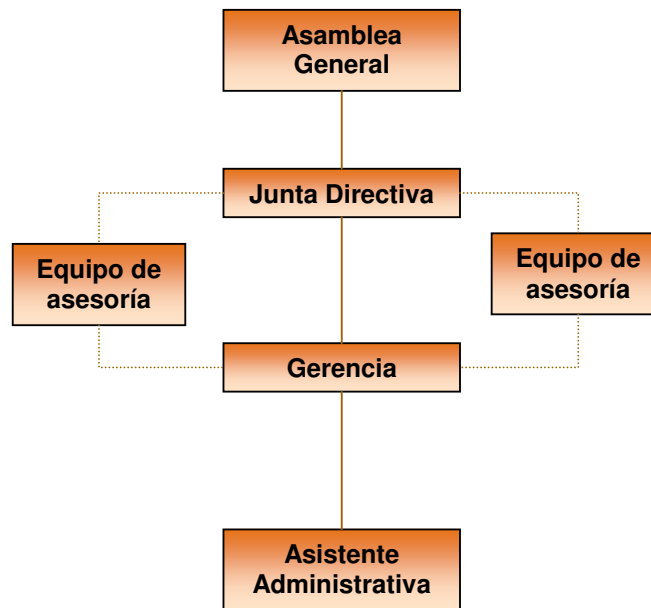 Asamblea
General
Junta Directiva
Equipo de
asesoría
Equipo de
asesoría
Gerencia
Asistente
Administrativa